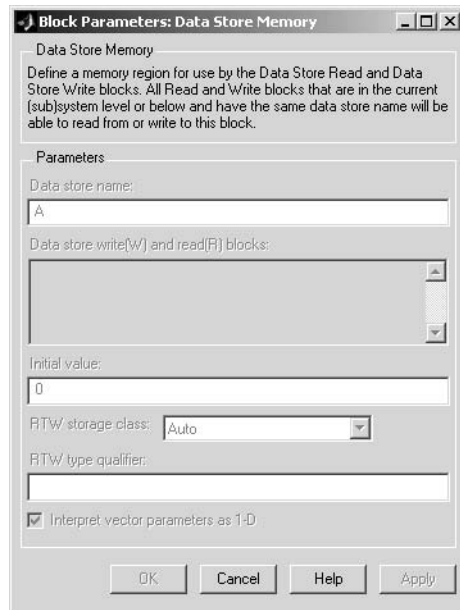 Block Parameters: Data Store Memory
Data Store Memory
Define a memory region for use by the Data Store Read and Data
Store Write blocks. All Read and Write blocks that are in the current
(sub)system level or below and have the same data store name will be
able to read from or write to this block.
Parameters
Data store name:
A
Data store write(W) and read(R) blocks:
Initial value:
0
RTW storage class: Auto
RTW type qualifier:
Interpret vector parameters as 1-D
OK Cancel Help Apply